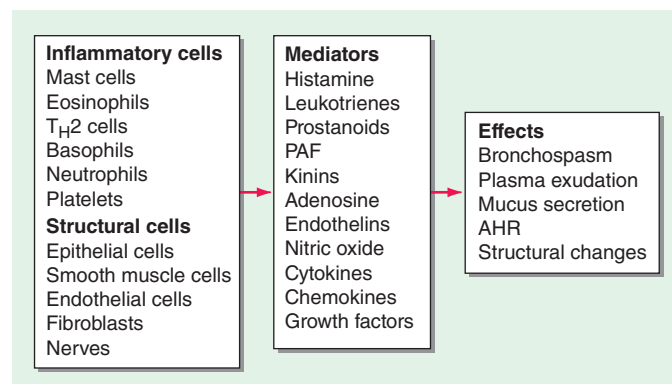 Inflammatory cells
Mast cells
Eosinophils
TH2 cells
Basophils
Neutrophils
Platelets
Structural cells
Epithelial cells
Smooth muscle cells
Endothelial cells
Fibroblasts
Nerves
Mediators
Histamine
Leukotrienes
Prostanoids
PAF
Kinins
Adenosine
Endothelins
Nitric oxide
Cytokines
Chemokines
Growth factors
Effects
Bronchospasm
Plasma exudation
Mucus secretion
AHR
Structural changes